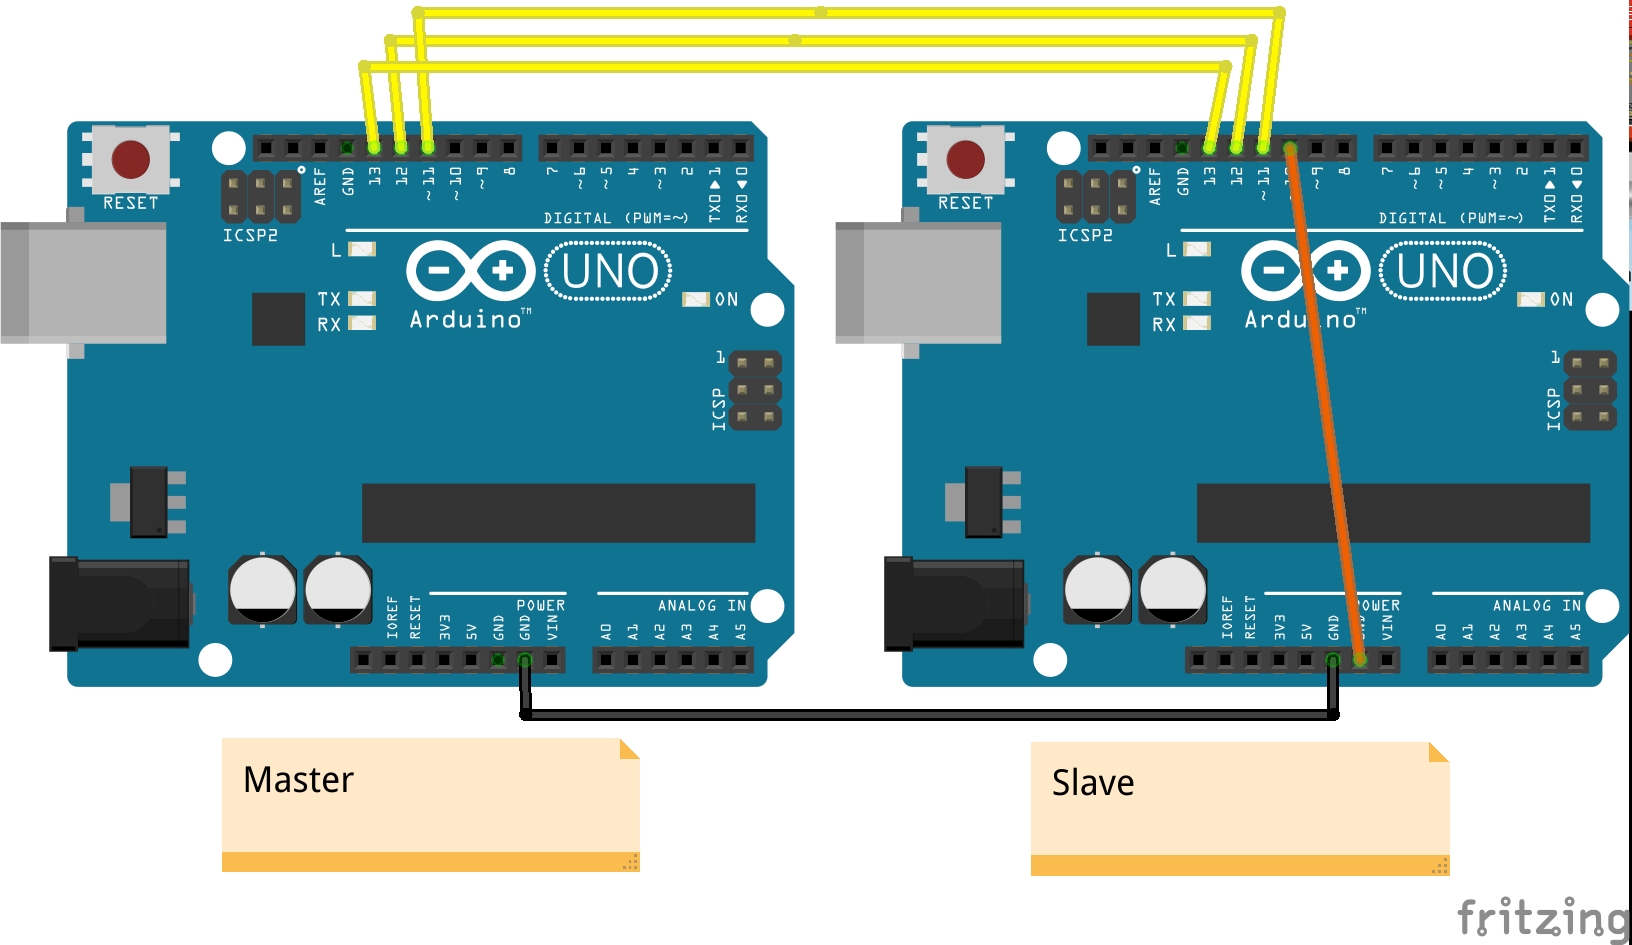 RESET
ICSP2
AREF
GND
13
12
~11
~10
~9
8
7
~6
~5
4
~3
2
TX0▶1
RX0◀0
DIGITAL (PWM=~)
L
TX
RX
Arduino™
UNO
ON
1
ICSP
IOREF
RESET
3V3
5V
GND
GND
VIN
POWER
A0
A1
A2
A3
A4
A5
ANALOG IN
RESET
ICSP2
AREF
GND
13
12
~11
~9
8
7
~6
~5
4
~3
2
TX0▶1
RX0◀0
DIGITAL (PWM=~)
L
TX
RX
Arduino™
UNO
ON
1
ICSP
IOREF
RESET
3V3
5V
GND
VIN
POWER
A0
A1
A2
A3
A4
A5
ANALOG IN
Master
Slave
fritzing